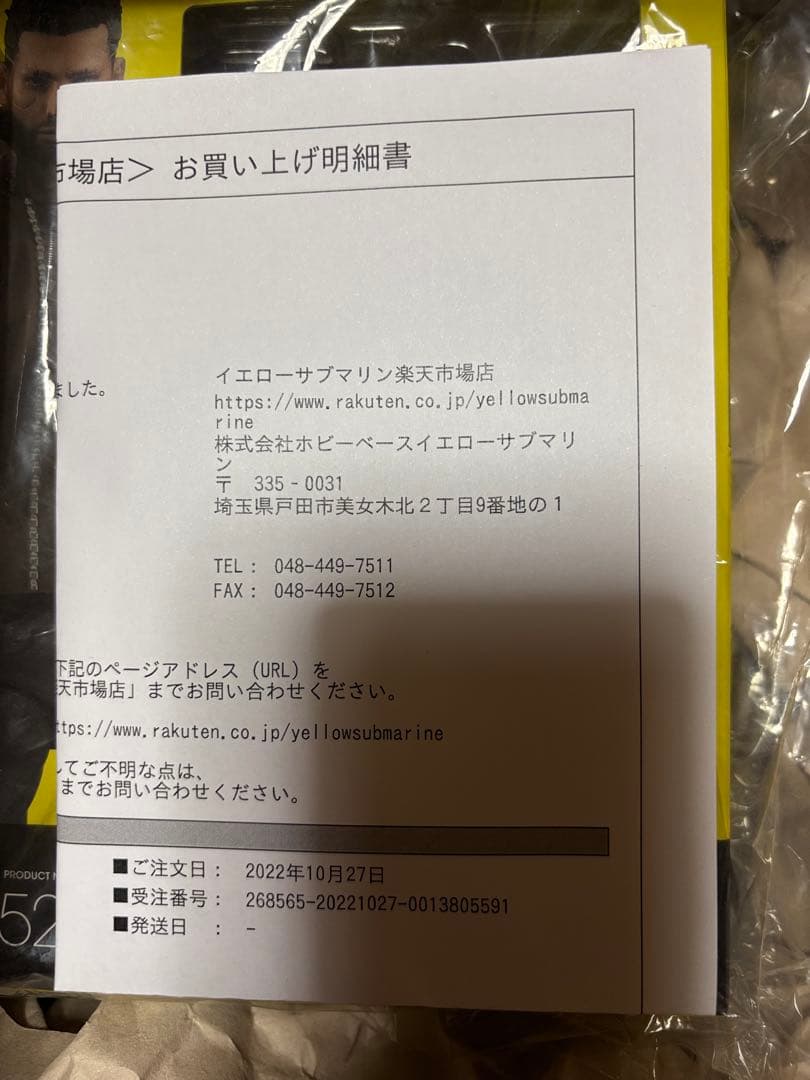 市場店＞ お買い上げ明細書
ました。
イエローサブマリン楽天市場店
https://www.rakuten.co.jp/yellowsubma
rine
株式会社ホビーベースイエローサブマリ
ン
〒 335-0031
埼玉県戸田市美女木北２丁目9番地の１
TEL： 048-449-7511
FAX： 048-449-7512
下記のページアドレス（URL）を
天市場店」までお問い合わせください。
ttps://www.rakuten.co.jp/yellowsubmarine
してご不明な点は、
までお問い合わせください。
■ご注文日： 2022年10月27日
■受注番号： 268565-20221027-0013805591
■発送日 ： -
PRODUCT
52